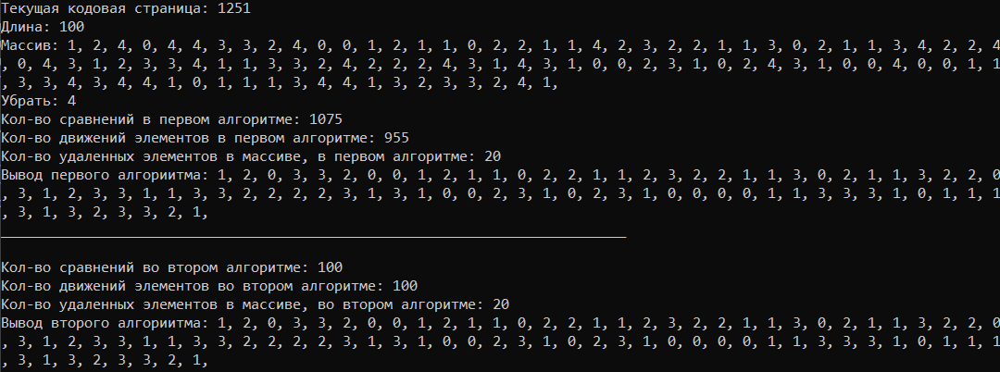 Текущая кодовая страница: 1251
Длина: 100
Массив: 1, 2, 4, 0, 4, 4, 3, 3, 2, 4, 0, 0, 1, 2, 1, 1, 0, 2, 2, 1, 1, 4, 2, 3, 2, 2, 1, 1, 3, 0, 2, 1, 1, 3, 4, 2, 2, 4
, 0, 4, 3, 1, 2, 3, 3, 4, 1, 1, 3, 3, 2, 4, 2, 2, 2, 4, 3, 1, 4, 3, 1, 0, 0, 2, 3, 1, 0, 2, 4, 3, 1, 0, 0, 4, 0, 0, 1, 1
, 3, 3, 4, 3, 4, 4, 1, 0, 1, 1, 1, 3, 4, 4, 1, 3, 2, 3, 3, 2, 4, 1,
Убрать: 4
Кол-во сравнений в первом алгоритме: 1075
Кол-во движений элементов в первом алгоритме: 955
Кол-во удаленных элементов в массиве, в первом алгоритме: 20
Вывод первого алгориитма: 1, 2, 0, 3, 3, 2, 0, 0, 1, 2, 1, 1, 0, 2, 2, 1, 1, 2, 3, 2, 2, 1, 1, 3, 0, 2, 1, 1, 3, 2, 2, 0
, 3, 1, 2, 3, 3, 1, 1, 3, 3, 2, 2, 2, 2, 3, 1, 3, 1, 0, 0, 2, 3, 1, 0, 2, 3, 1, 0, 0, 0, 0, 1, 1, 3, 3, 3, 1, 0, 1, 1, 1
, 3, 1, 3, 2, 3, 3, 2, 1,
Кол-во сравнений во втором алгоритме: 100
Кол-во движений элементов во втором алгоритме: 100
Кол-во удаленных элементов в массиве, во втором алгоритме: 20
Вывод второго алгориитма: 1, 2, 0, 3, 3, 2, 0, 0, 1, 2, 1, 1, 0, 2, 2, 1, 1, 2, 3, 2, 2, 1, 1, 3, 0, 2, 1, 1, 3, 2, 2, 0
, 3, 1, 2, 3, 3, 1, 1, 3, 3, 2, 2, 2, 2, 3, 1, 3, 1, 0, 0, 2, 3, 1, 0, 2, 3, 1, 0, 0, 0, 0, 1, 1, 3, 3, 3, 1, 0, 1, 1, 1
, 3, 1, 3, 2, 3, 3, 2, 1,